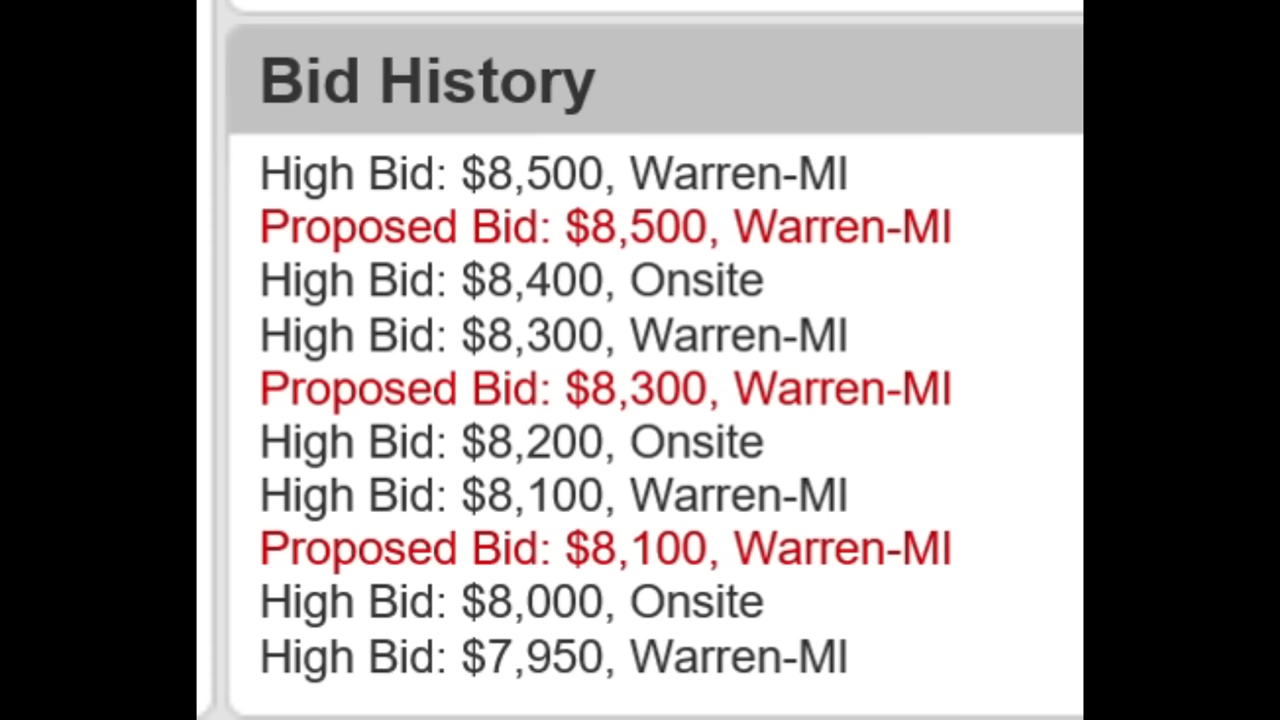 Bid History
High Bid: $8,500, Warren-MI
Proposed Bid: $8,500, Warren-MI
High Bid: $8,400, Onsite
High Bid: $8,300, Warren-MI
Proposed Bid: $8,300, Warren-MI
High Bid: $8,200, Onsite
High Bid: $8,100, Warren-MI
Proposed Bid: $8,100, Warren-MI
High Bid: $8,000, Onsite
High Bid: $7,950, Warren-MI